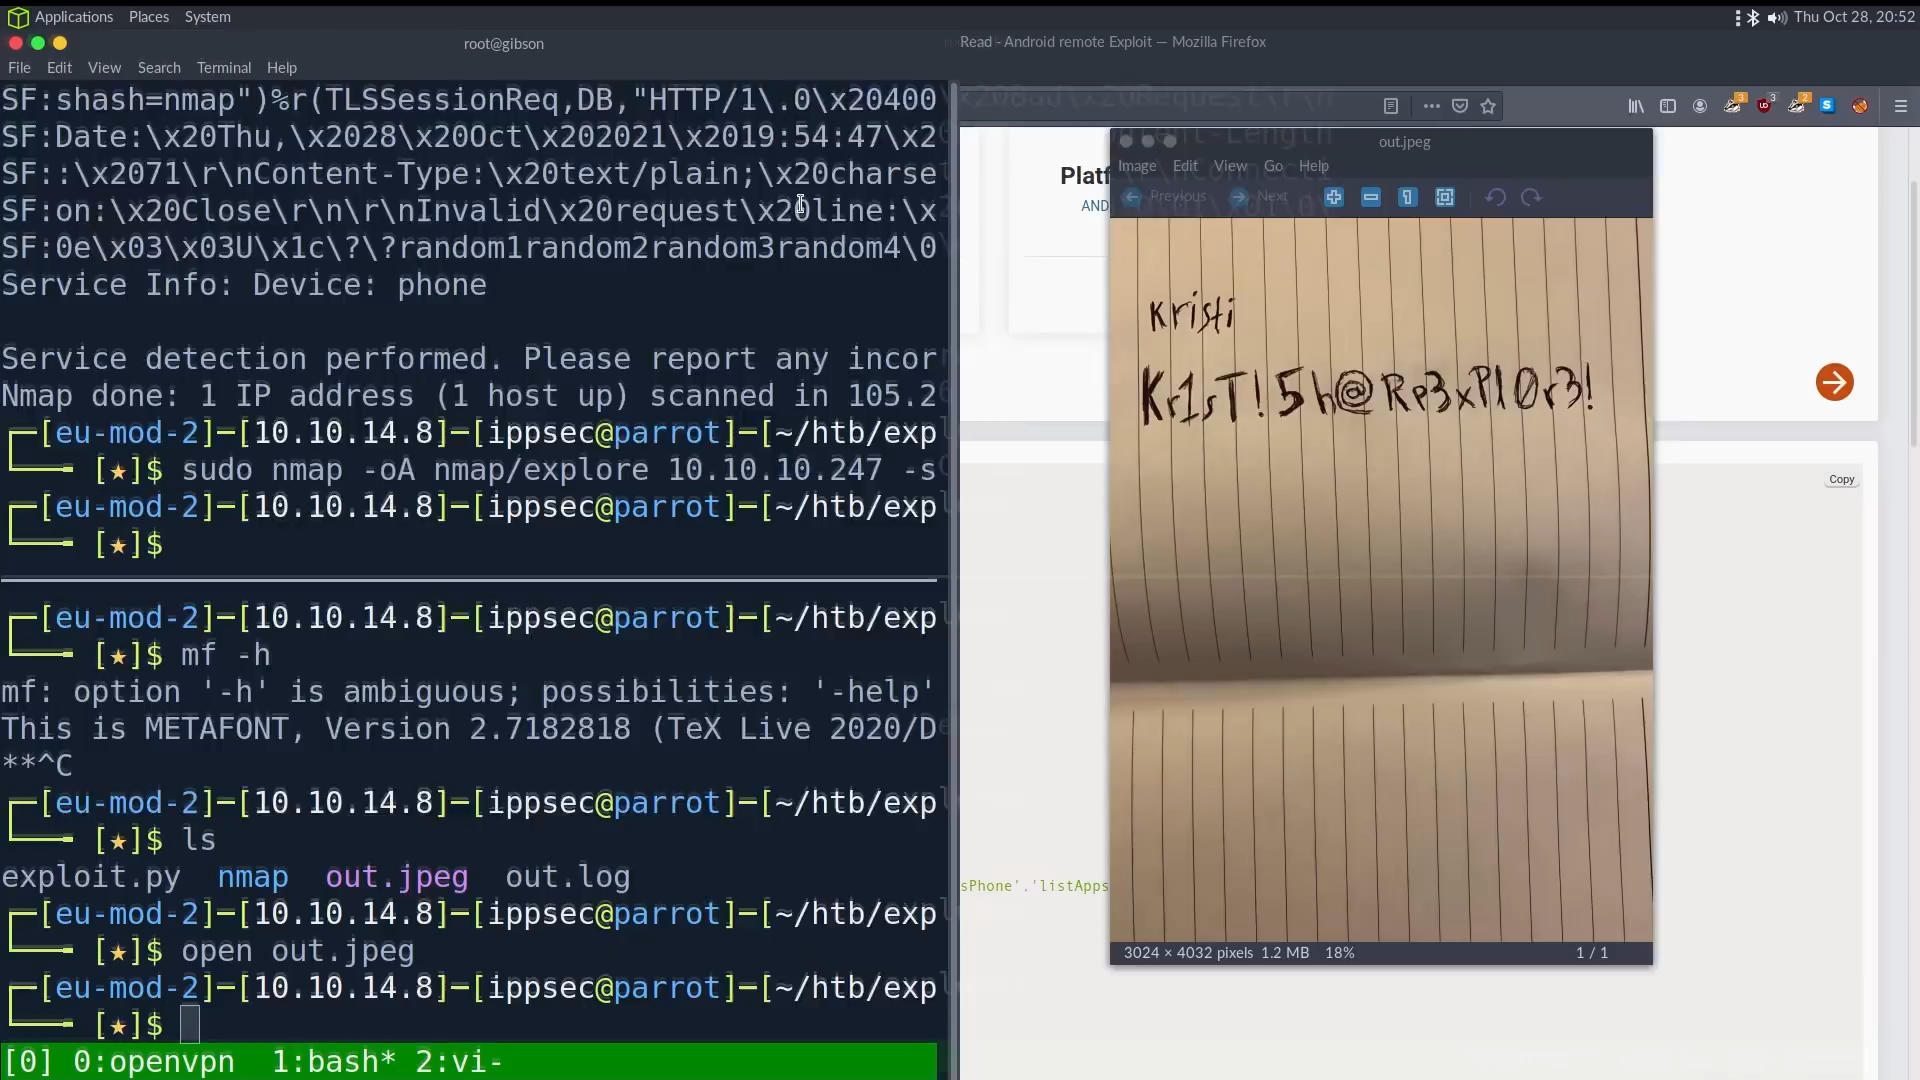 Applications Places System
Thu Oct 28, 20:52
root@gibson
Read - Android remote Exploit — Mozilla Firefox
File Edit View Search Terminal Help
SF:shash=nmap")%r(TLSSessionReq,DB,"HTTP/1\.0\x20400
SF:Date:\x20Thu,\x2028\x20Oct\x202021\x2019:54:47\x2
SF::\x2071\r\nContent-Type:\x20text/plain;\x20charse
SF:on:\x20Close\r\n\r\nInvalid\x20request\x20line:\x
SF:0e\x03\x03U\x1c\?\?random1random2random3random4\0
Service Info: Device: phone
Service detection performed. Please report any incor
Nmap done: 1 IP address (1 host up) scanned in 105.2
[eu-mod-2]─[10.10.14.8]─[ippsec@parrot]─[~/htb/exp
[★]$ sudo nmap -oA nmap/explore 10.10.10.247 -s
[eu-mod-2]─[10.10.14.8]─[ippsec@parrot]─[~/htb/exp
[★]$
[eu-mod-2]─[10.10.14.8]─[ippsec@parrot]─[~/htb/exp
[★]$ mf -h
mf: option '-h' is ambiguous; possibilities: '-help'
This is METAFONT, Version 2.7182818 (TeX Live 2020/D
**^C
[eu-mod-2]─[10.10.14.8]─[ippsec@parrot]─[~/htb/exp
[★]$ ls
exploit.py nmap out.jpeg out.log
[eu-mod-2]─[10.10.14.8]─[ippsec@parrot]─[~/htb/exp
[★]$ open out.jpeg
[eu-mod-2]─[10.10.14.8]─[ippsec@parrot]─[~/htb/exp
[★]$
[0] 0:openvpn 1:bash* 2:vi-
3 3 2 S
Platf
AND
out.jpeg
Image Edit View Go Help
Previous Next
Kristi
Kr1sT!5h@Rp3xPl0r3!
3024 × 4032 pixels 1.2 MB 18%
1 / 1
Copy
sPhone'.'listApps